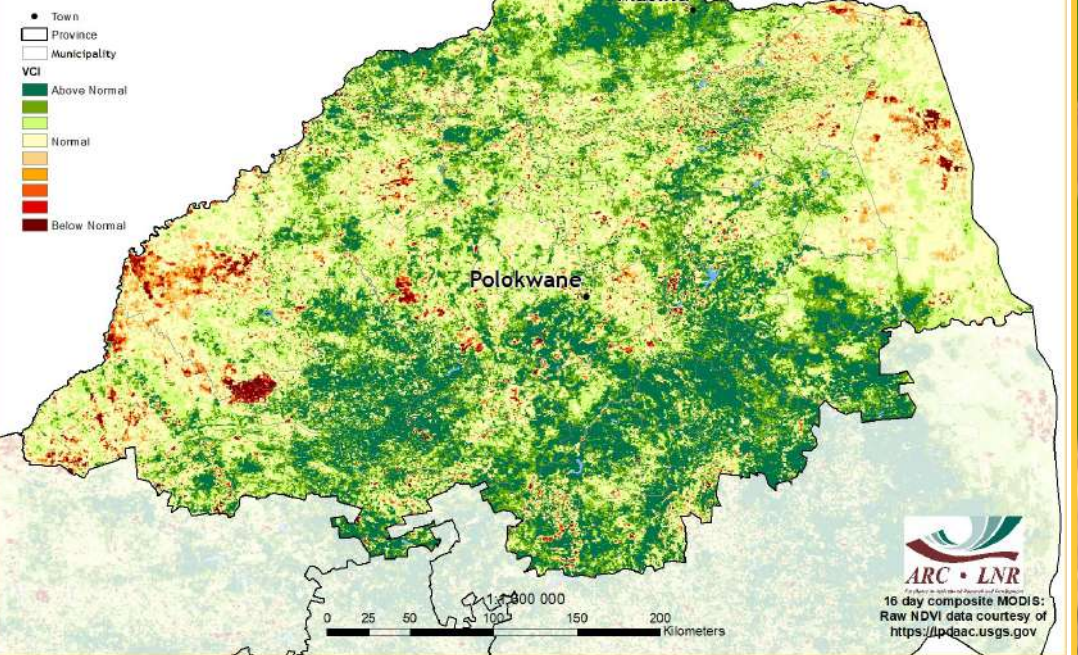 Town
Province
Municipality
VCI
Above Normal
Normal
Below Normal
Polokwane
0 25 50 100 150 200
Kilometers
ARC • LNR
16 day composite MODIS:
Raw NDVI data courtesy of
https://lpdaac.usgs.gov